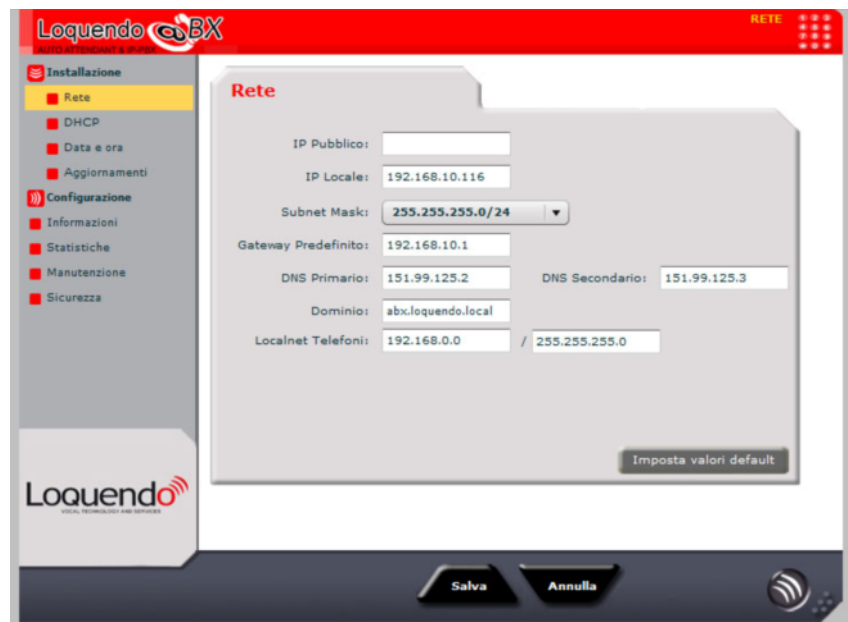 Loquendo @BX
AUTO ATTENDANT & IP-PBX
RETE
Installazione
Rete
DHCP
Data e ora
Aggiornamenti
Configurazione
Informazioni
Statistiche
Manutenzione
Sicurezza
Rete
IP Pubblico:
IP Locale: 192.168.10.116
Subnet Mask: 255.255.255.0/24
Gateway Predefinito: 192.168.10.1
DNS Primario: 151.99.125.2 DNS Secondario: 151.99.125.3
Dominio: abx.loquendo.local
Localnet Telefoni: 192.168.0.0 / 255.255.255.0
Imposta valori default
Loquendo
VOCAL TECHNOLOGY AND SERVICES
Salva Annulla